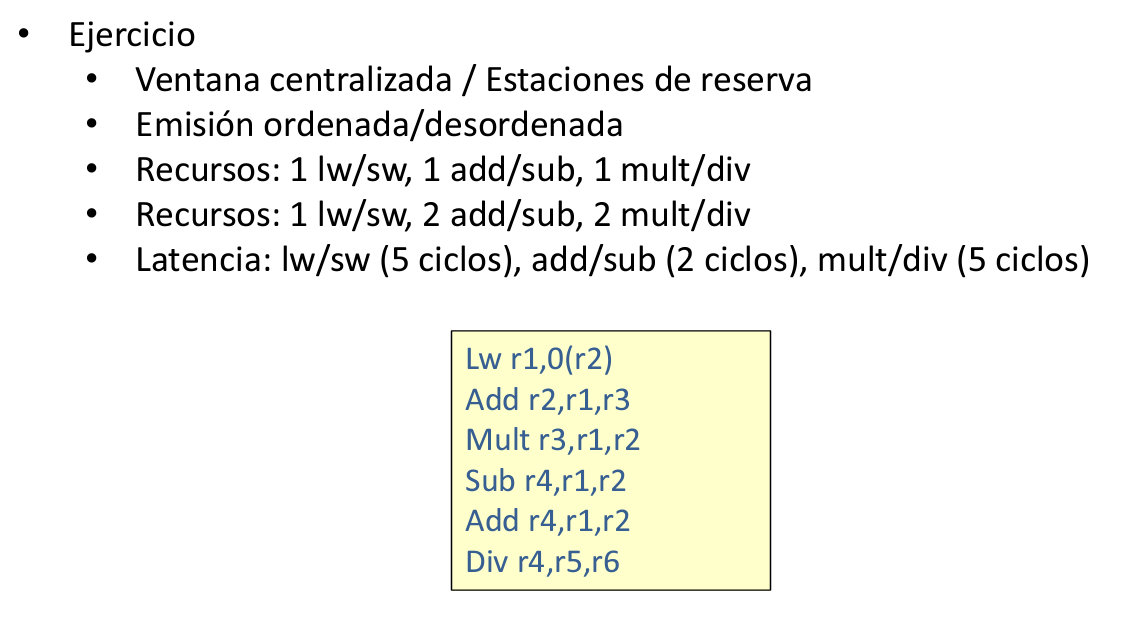 • Ejercicio
• Ventana centralizada / Estaciones de reserva
• Emisión ordenada/desordenada
• Recursos: 1 lw/sw, 1 add/sub, 1 mult/div
• Recursos: 1 lw/sw, 2 add/sub, 2 mult/div
• Latencia: lw/sw (5 ciclos), add/sub (2 ciclos), mult/div (5 ciclos)
Lw r1,0(r2)
Add r2,r1,r3
Mult r3,r1,r2
Sub r4,r1,r2
Add r4,r1,r2
Div r4,r5,r6